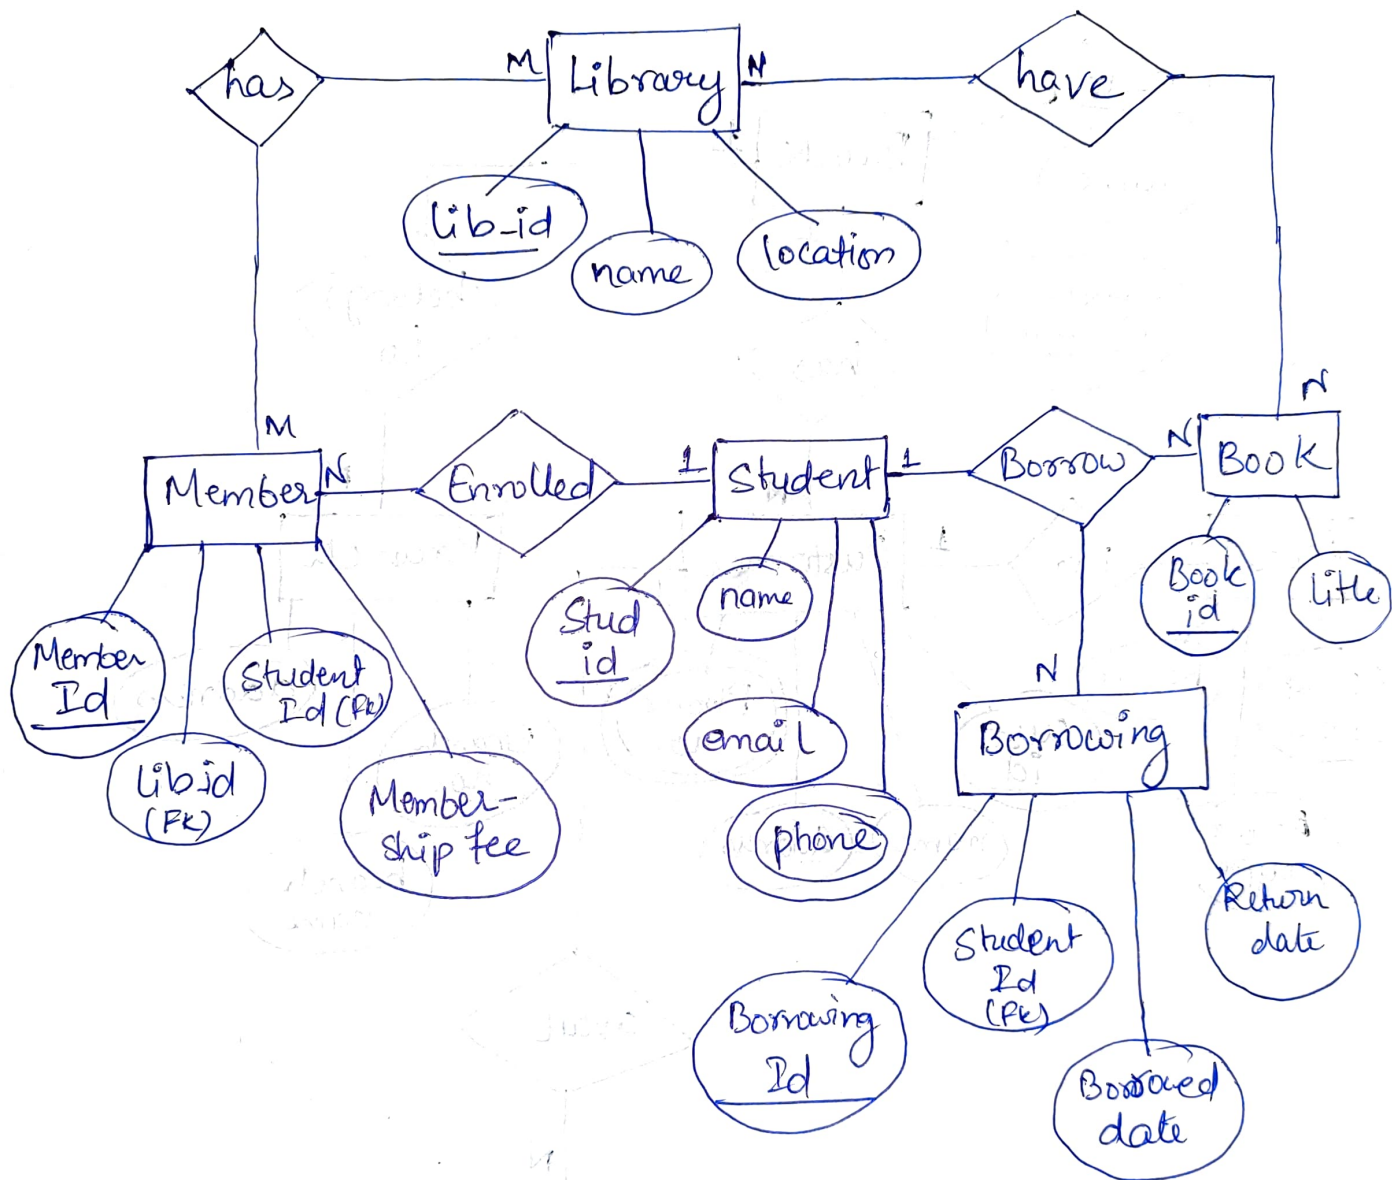 has
M
Library
N
have
lib-id
name
location
M
N
Member
N
Enrolled
1
Student
1
Borrow
N
Book
Member
Id
Lib-id
(FK)
Student
Id (FK)
Member-
ship fee
Stud
id
name
email
phone
Book
id
title
N
Borrowing
Borrowing
Id
Student
Id
(FK)
Borrowed
date
Return
date